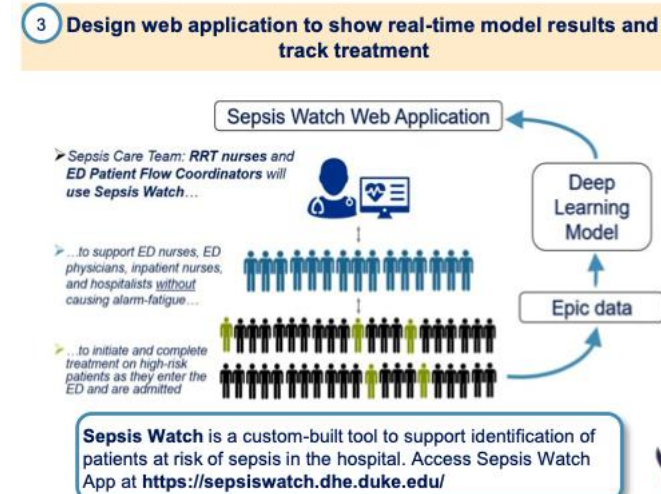 3 Design web application to show real-time model results and
track treatment
Sepsis Watch Web Application
➤Sepsis Care Team: RRT nurses and
ED Patient Flow Coordinators will
use Sepsis Watch…
➤…to support ED nurses, ED
physicians, inpatient nurses,
and hospitalists without
causing alarm-fatigue…
➤…to initiate and complete
treatment on high-risk
patients as they enter the
ED and are admitted
Deep
Learning
Model
Epic data
Sepsis Watch is a custom-built tool to support identification of
patients at risk of sepsis in the hospital. Access Sepsis Watch
App at https://sepsiswatch.dhe.duke.edu/